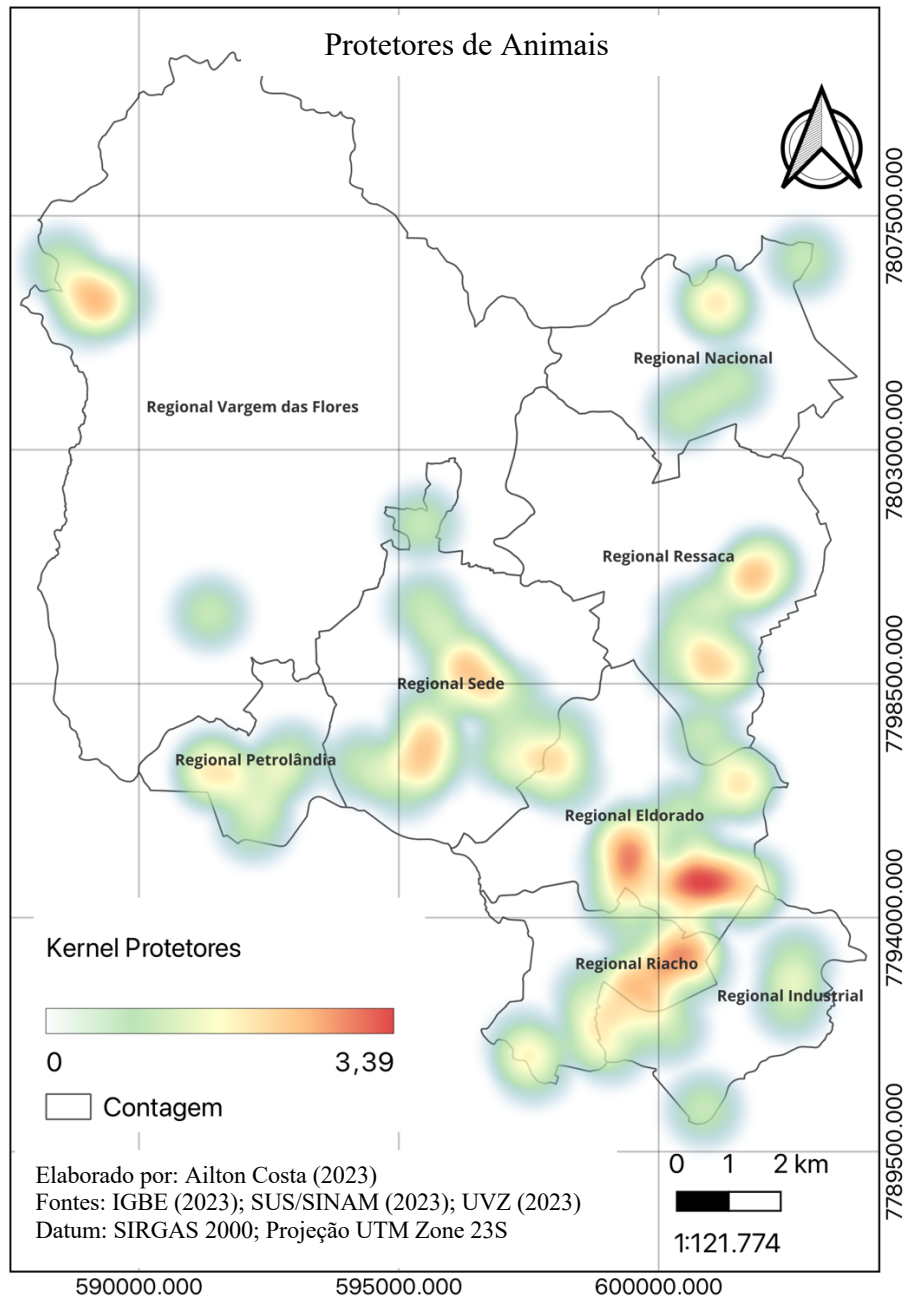 Protetores de Animais
7807500.000
Regional Nacional
Regional Vargem das Flores
7803000.000
Regional Ressaca
Regional Sede
7798500.000
Regional Petrolândia
Regional Eldorado
7794000.000
Kernel Protetores
Regional Riacho
Regional Industrial
0
3,39
Contagem
7789500.000
Elaborado por: Ailton Costa (2023)
Fontes: IGBE (2023); SUS/SINAM (2023); UVZ (2023)
Datum: SIRGAS 2000; Projeção UTM Zone 23S
0 1 2 km
1:121.774
590000.000 595000.000 600000.000